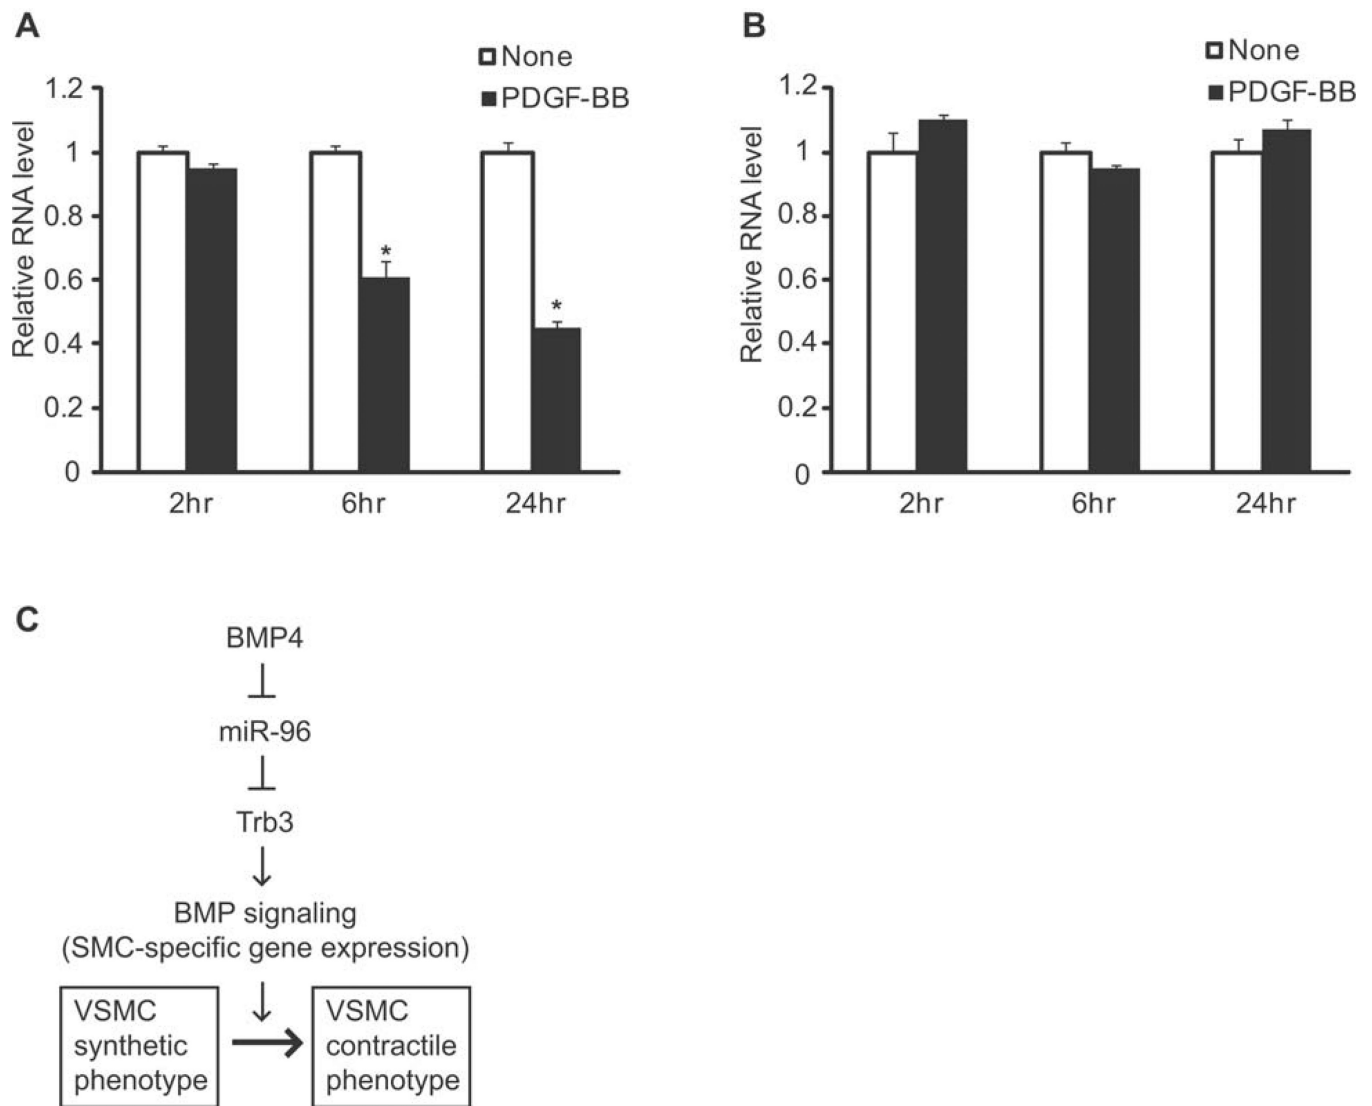 A
None
PDGF-BB
Relative RNA level
1.2
1
0.8
0.6
0.4
0.2
0
*
*
2hr 6hr 24hr
B
None
PDGF-BB
Relative RNA level
1.2
1
0.8
0.6
0.4
0.2
0
2hr 6hr 24hr
C
BMP4
miR-96
Trb3
BMP signaling
(SMC-specific gene expression)
VSMC
synthetic
phenotype
VSMC
contractile
phenotype